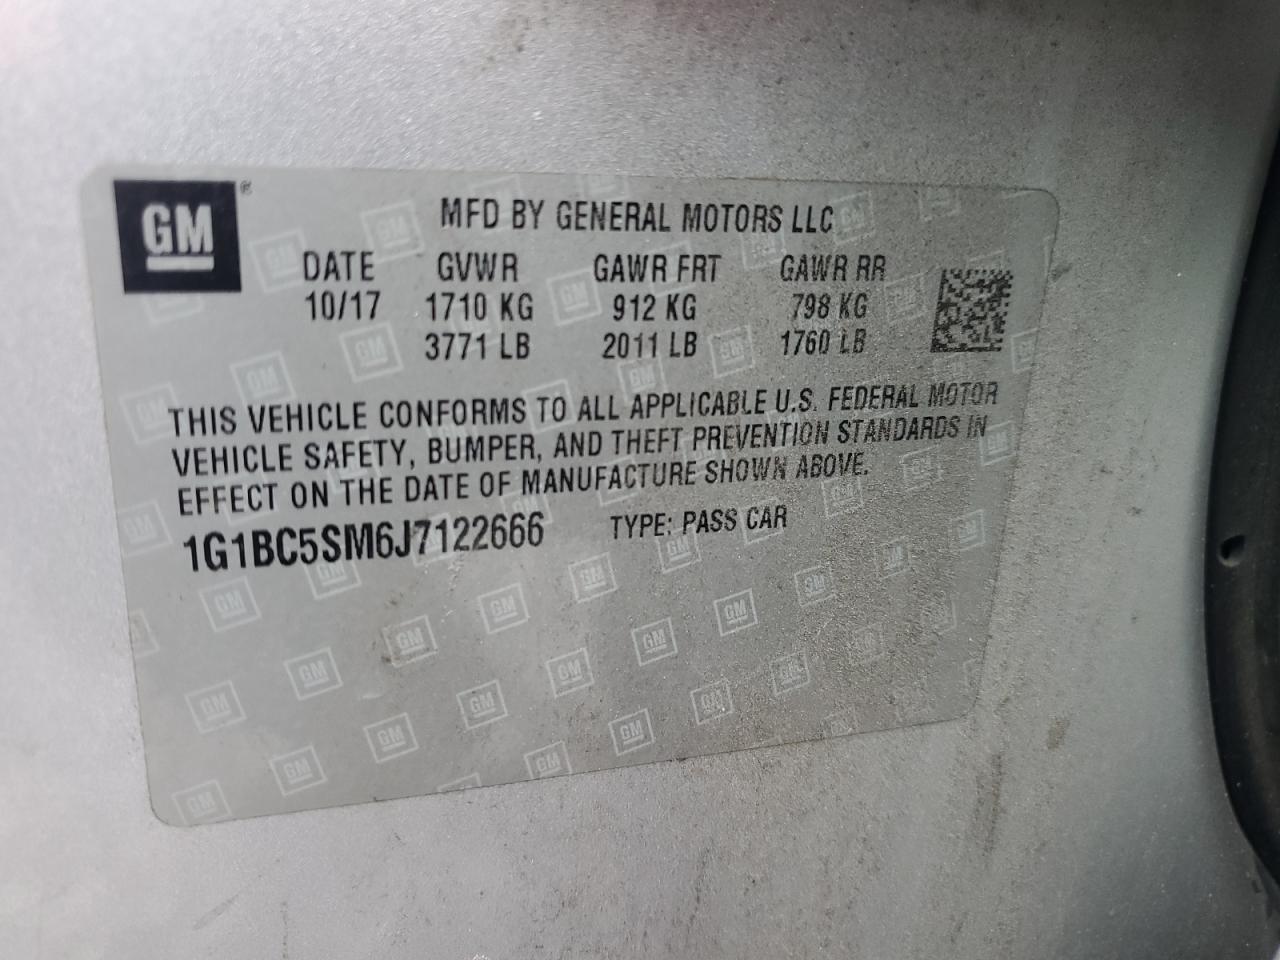 GM®
MFD BY GENERAL MOTORS LLC
DATE GVWR GAWR FRT GAWR RR
10/17 1710 KG 912 KG 798 KG
3771 LB 2011 LB 1760 LB
THIS VEHICLE CONFORMS TO ALL APPLICABLE U.S. FEDERAL MOTOR
VEHICLE SAFETY, BUMPER, AND THEFT PREVENTION STANDARDS IN
EFFECT ON THE DATE OF MANUFACTURE SHOWN ABOVE.
1G1BC5SM6J7122666 TYPE: PASS CAR